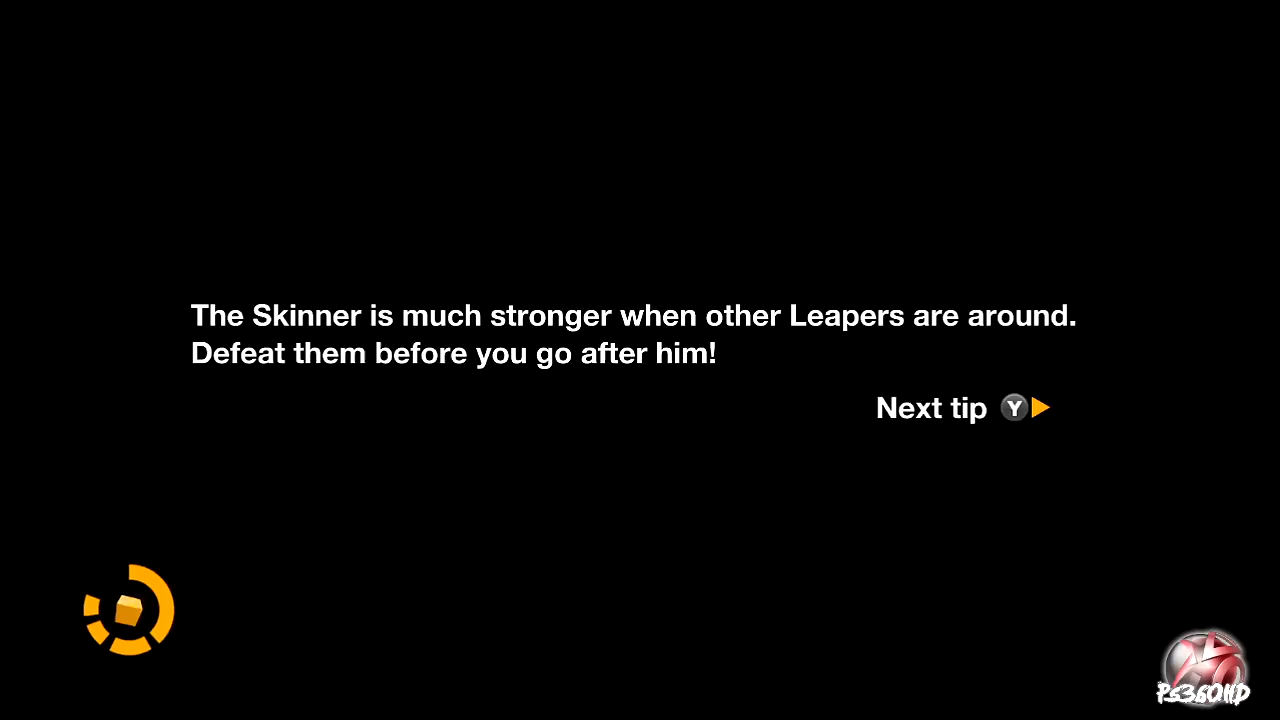 The Skinner is much stronger when other Leapers are around.
Defeat them before you go after him!
Next tip Y
Ps360HD